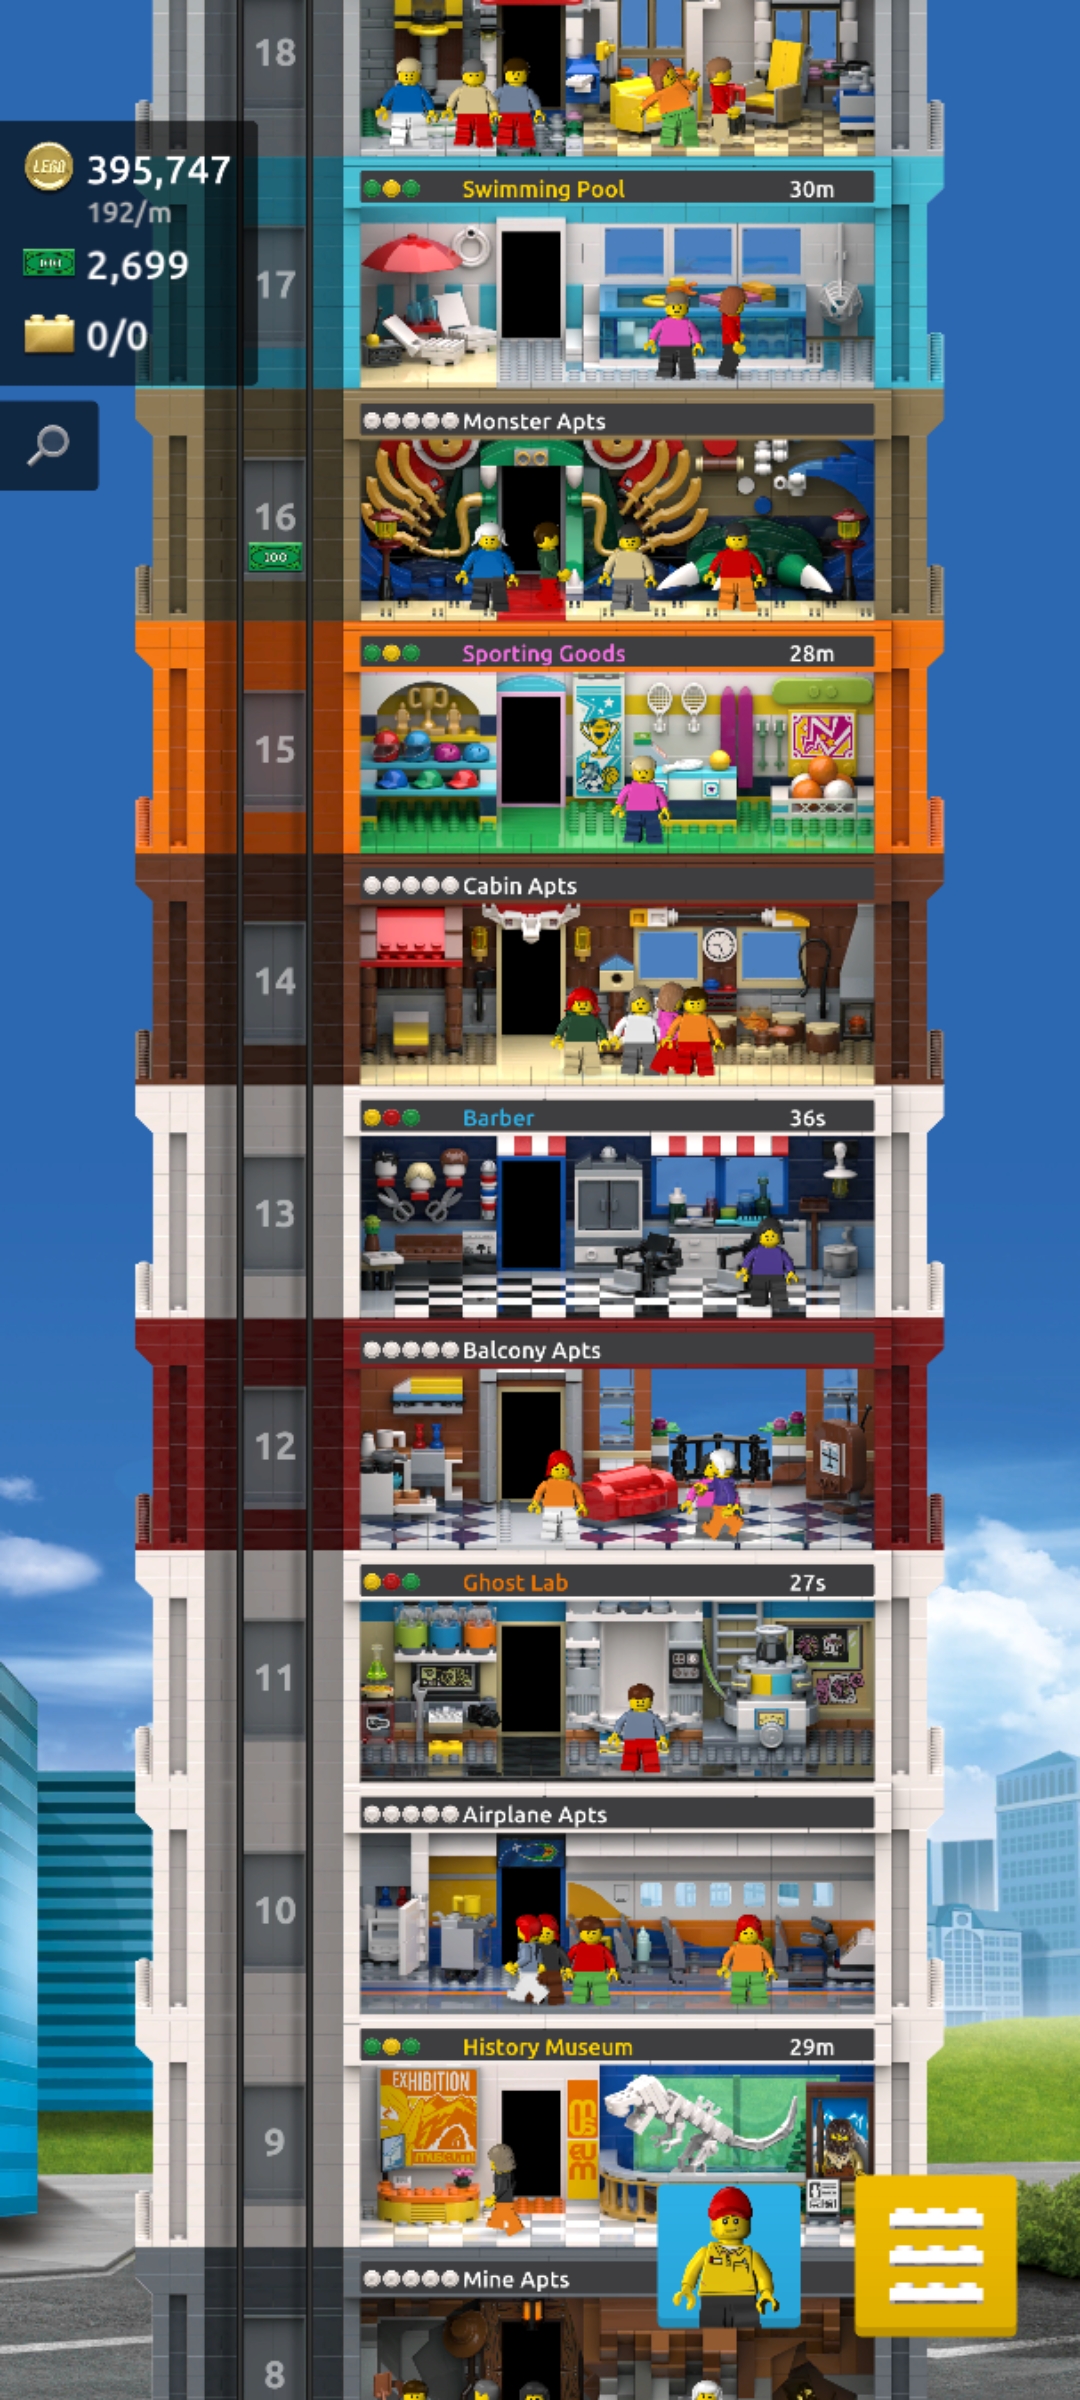 18
LEGO 395,747
192/m
2,699
0/0
Swimming Pool 30m
17
Monster Apts
16
100
Sporting Goods 28m
15
N
Cabin Apts
14
Barber 36s
13
Balcony Apts
12
Ghost Lab 27s
11
Airplane Apts
10
History Museum 29m
EXHIBITION
museum!
mus
eum
9
Mine Apts
8